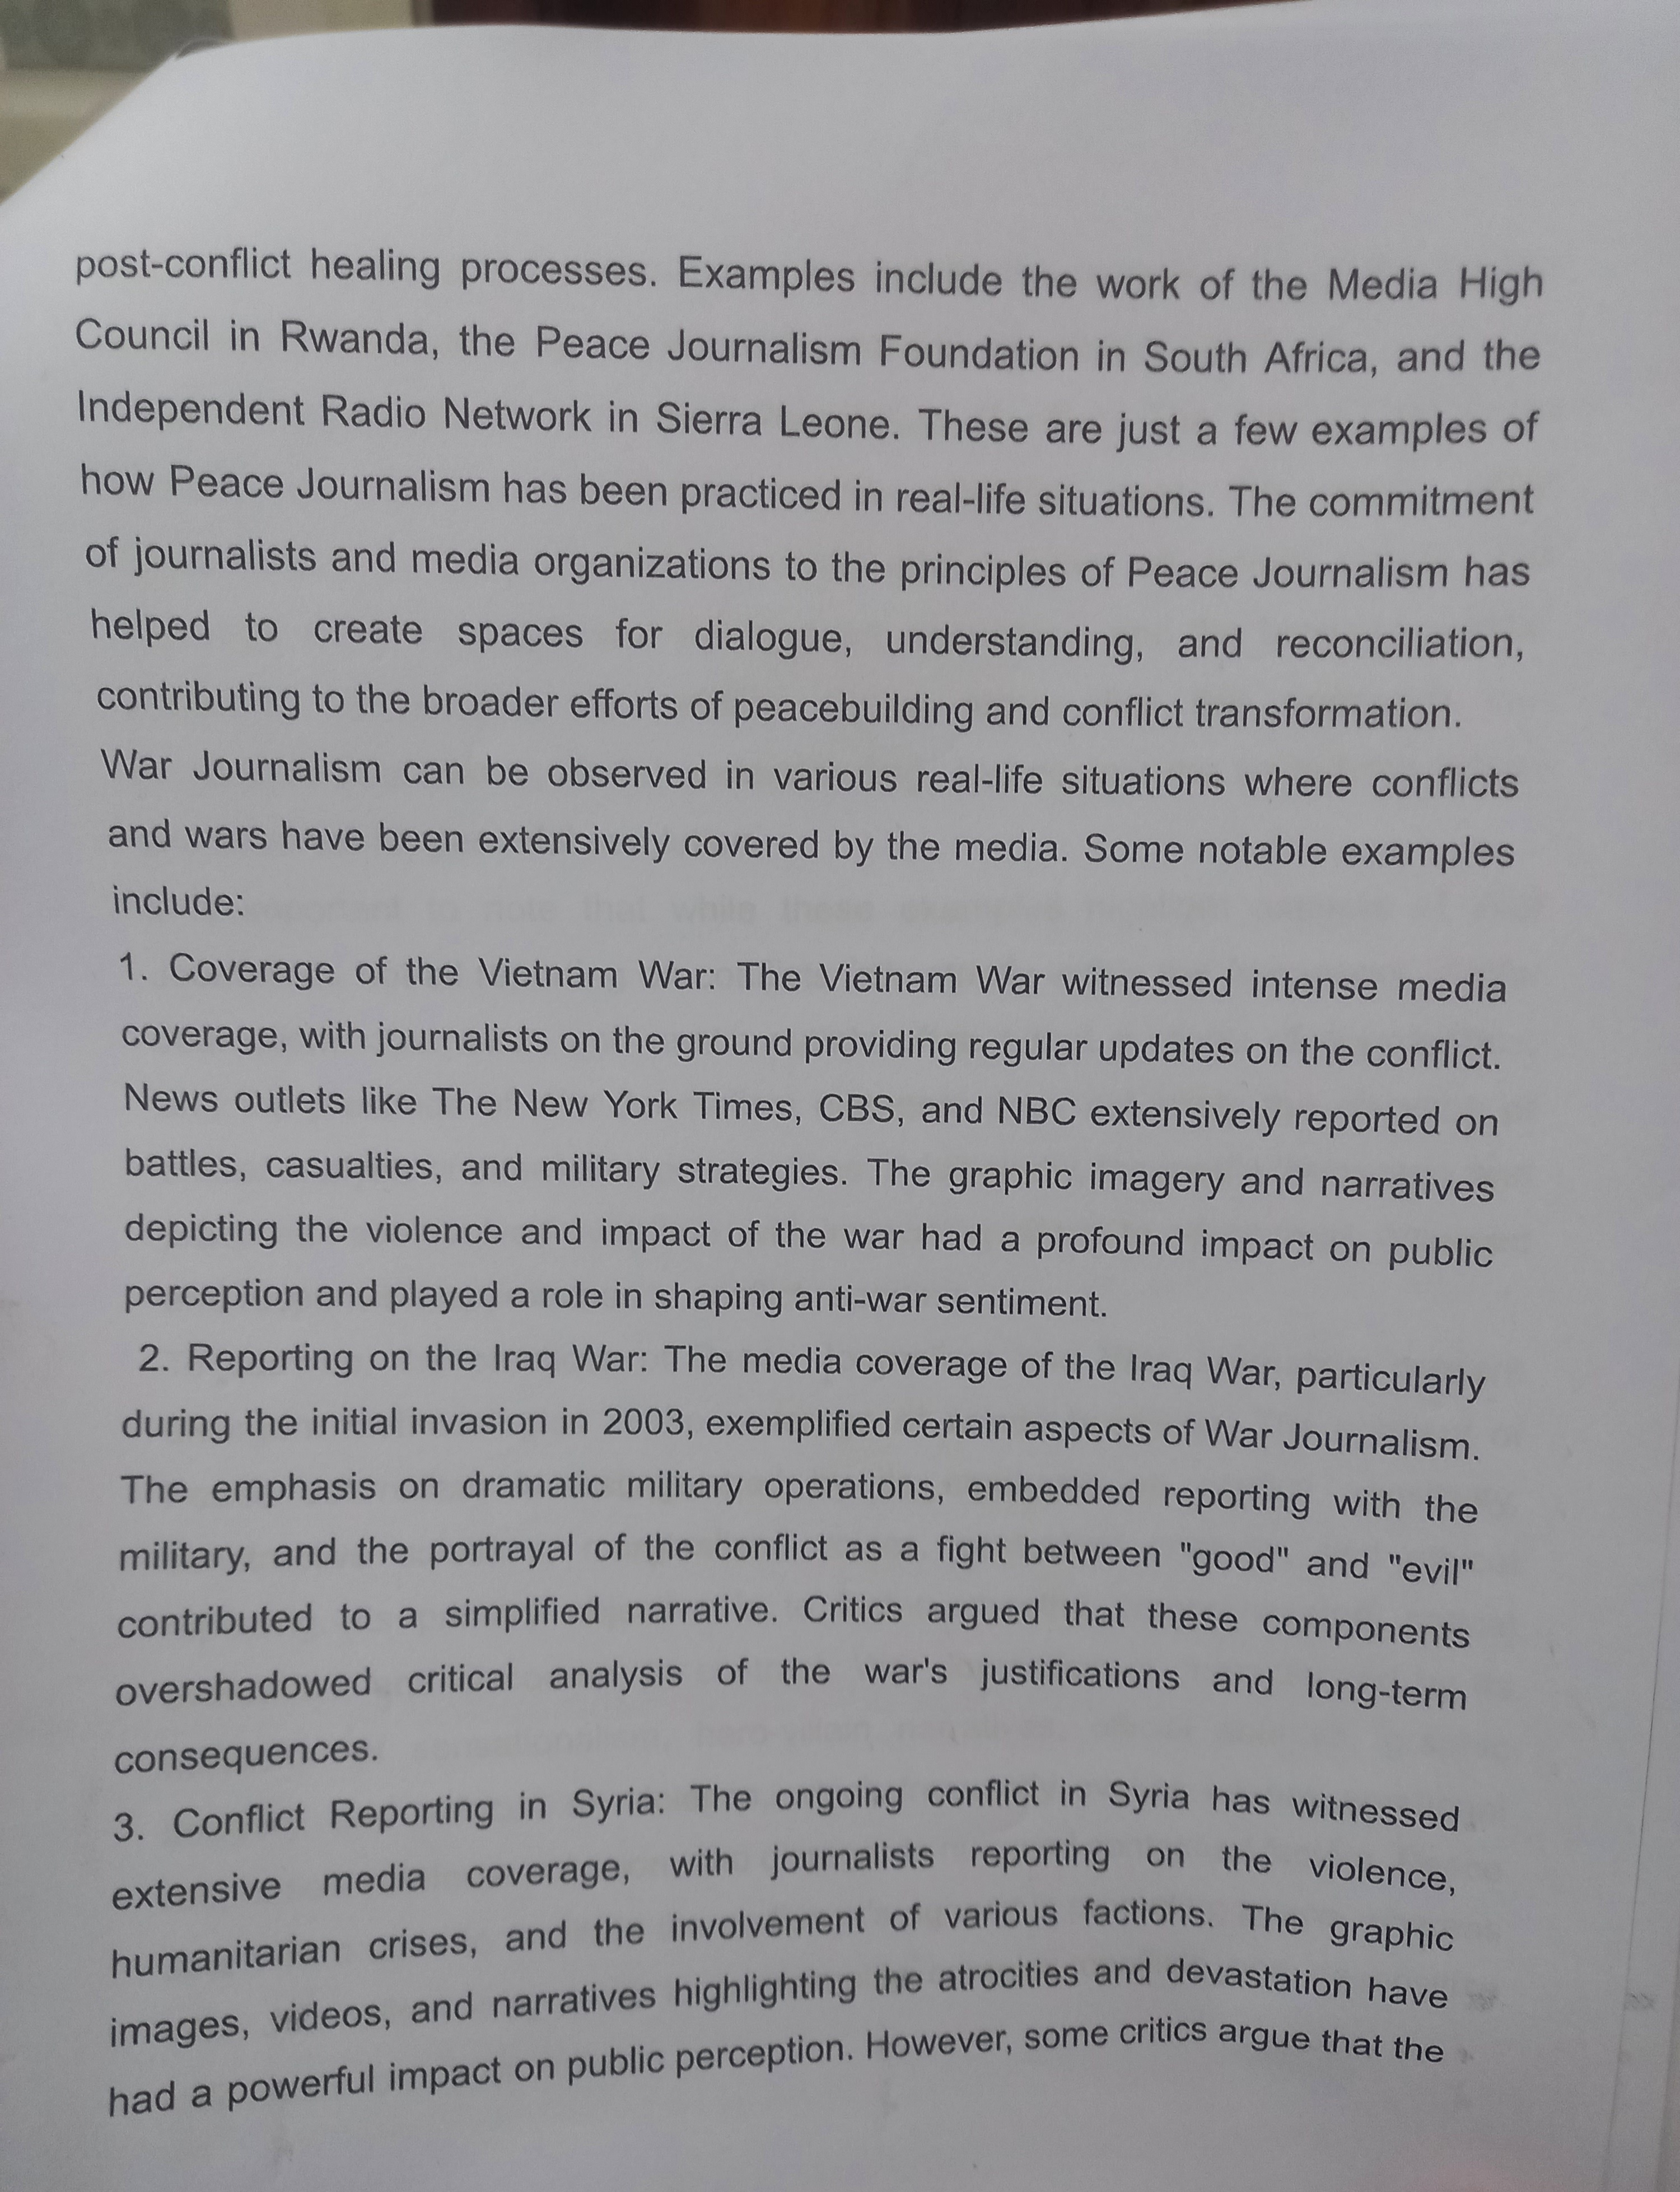 post-conflict healing processes. Examples include the work of the Media High
Council in Rwanda, the Peace Journalism Foundation in South Africa, and the
Independent Radio Network in Sierra Leone. These are just a few examples of
how Peace Journalism has been practiced in real-life situations. The commitment
of journalists and media organizations to the principles of Peace Journalism has
helped to create spaces for dialogue, understanding, and reconciliation,
contributing to the broader efforts of peacebuilding and conflict transformation.
War Journalism can be observed in various real-life situations where conflicts
and wars have been extensively covered by the media. Some notable examples
include:
1. Coverage of the Vietnam War: The Vietnam War witnessed intense media
coverage, with journalists on the ground providing regular updates on the conflict.
News outlets like The New York Times, CBS, and NBC extensively reported on
battles, casualties, and military strategies. The graphic imagery and narratives
depicting the violence and impact of the war had a profound impact on public
perception and played a role in shaping anti-war sentiment.
2. Reporting on the Iraq War: The media coverage of the Iraq War, particularly
during the initial invasion in 2003, exemplified certain aspects of War Journalism.
The emphasis on dramatic military operations, embedded reporting with the
military, and the portrayal of the conflict as a fight between "good" and "evil"
contributed to a simplified narrative. Critics argued that these components
overshadowed critical analysis of the war's justifications and long-term
consequences.
3. Conflict Reporting in Syria: The ongoing conflict in Syria has witnessed
extensive media coverage, with journalists reporting on the violence,
humanitarian crises, and the involvement of various factions. The graphic
images, videos, and narratives highlighting the atrocities and devastation have
had a powerful impact on public perception. However, some critics argue that the